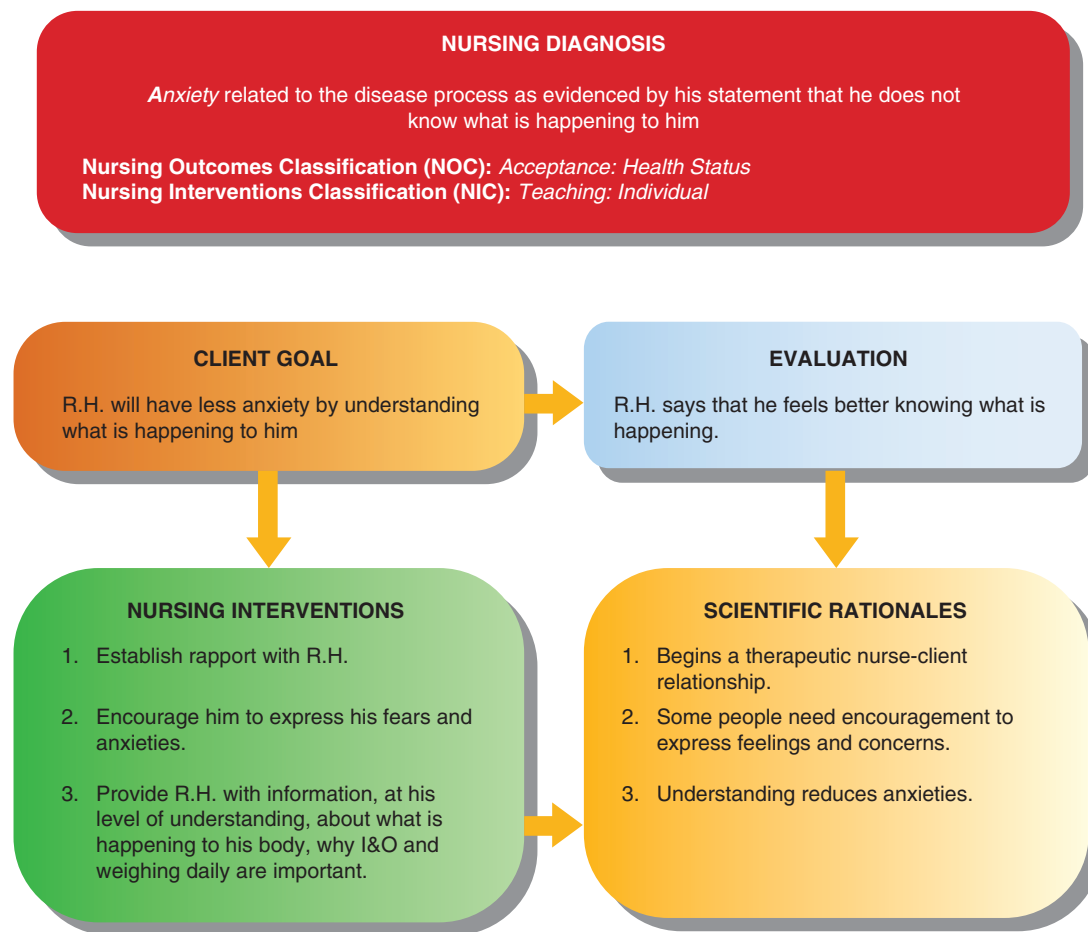 NURSING DIAGNOSIS
Anxiety related to the disease process as evidenced by his statement that he does not
know what is happening to him
Nursing Outcomes Classification (NOC): Acceptance: Health Status
Nursing Interventions Classification (NIC): Teaching: Individual
CLIENT GOAL
R.H. will have less anxiety by understanding
what is happening to him
EVALUATION
R.H. says that he feels better knowing what is
happening.
NURSING INTERVENTIONS
1. Establish rapport with R.H.
2. Encourage him to express his fears and
anxieties.
3. Provide R.H. with information, at his
level of understanding, about what is
happening to his body, why I&O and
weighing daily are important.
SCIENTIFIC RATIONALES
1. Begins a therapeutic nurse-client
relationship.
2. Some people need encouragement to
express feelings and concerns.
3. Understanding reduces anxieties.